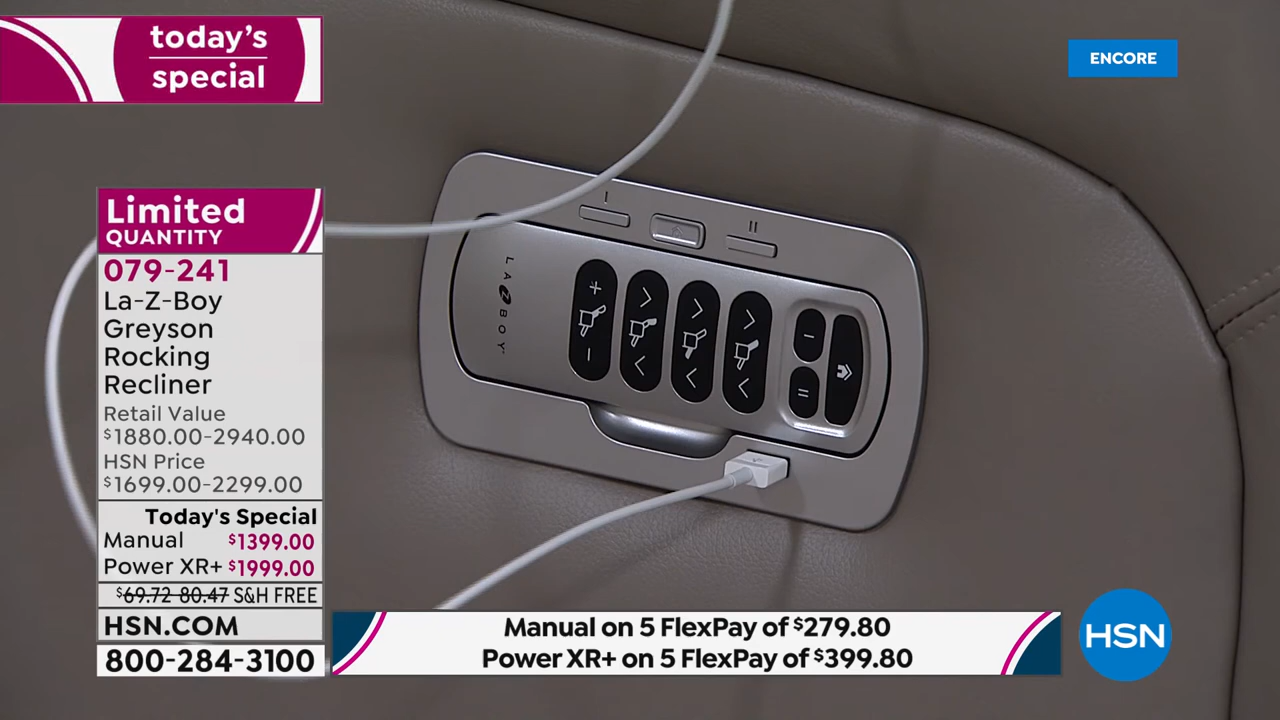 today's
special
ENCORE
Limited
QUANTITY
079-241
La-Z-Boy
Greyson
Rocking
Recliner
Retail Value
$1880.00-2940.00
HSN Price
$1699.00-2299.00
Today's Special
Manual $1399.00
Power XR+ $1999.00
$69.72-80.47 S&H FREE
HSN.COM
800-284-3100
I
II
LA Z BOY
I
II
Manual on 5 FlexPay of $279.80
Power XR+ on 5 FlexPay of $399.80
HSN